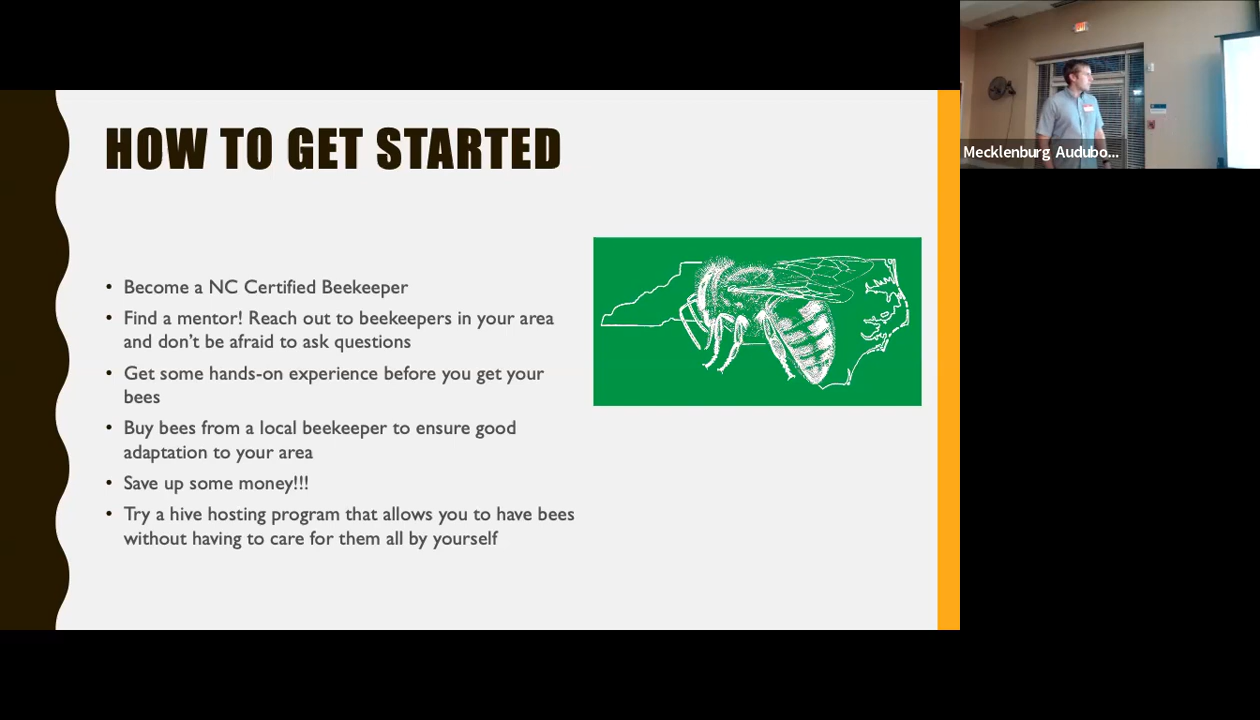 HOW TO GET STARTED
• Become a NC Certified Beekeeper
• Find a mentor! Reach out to beekeepers in your area
and don't be afraid to ask questions
• Get some hands-on experience before you get your
bees
• Buy bees from a local beekeeper to ensure good
adaptation to your area
• Save up some money!!!
• Try a hive hosting program that allows you to have bees
without having to care for them all by yourself
Mecklenburg Audubo...